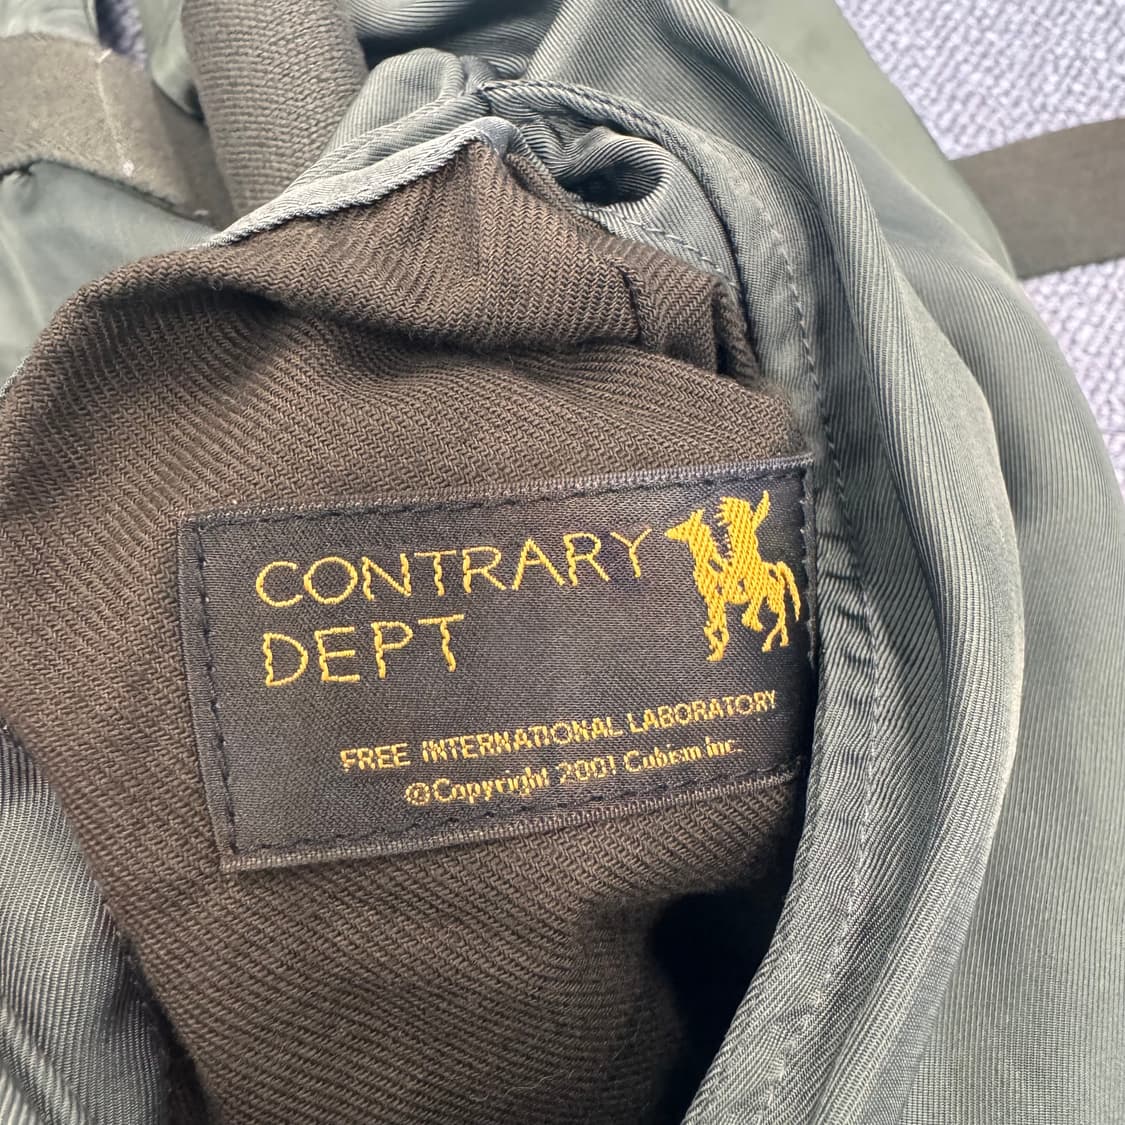 CONTRARY
DEPT
FREE INTERNATIONAL LABORATORY
©Copyright 2001 Cubism inc.